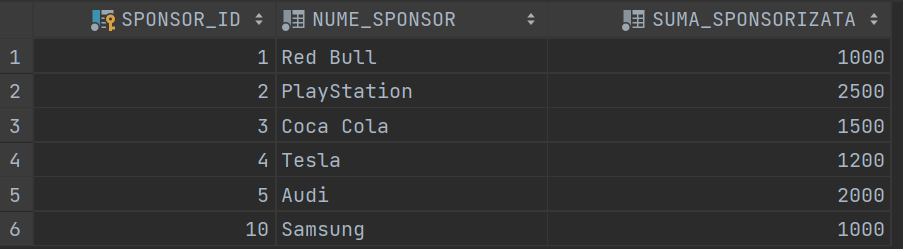 SPONSOR_ID NUME_SPONSOR SUMA_SPONSORIZATA
1 1 Red Bull 1000
2 2 PlayStation 2500
3 3 Coca Cola 1500
4 4 Tesla 1200
5 5 Audi 2000
6 10 Samsung 1000